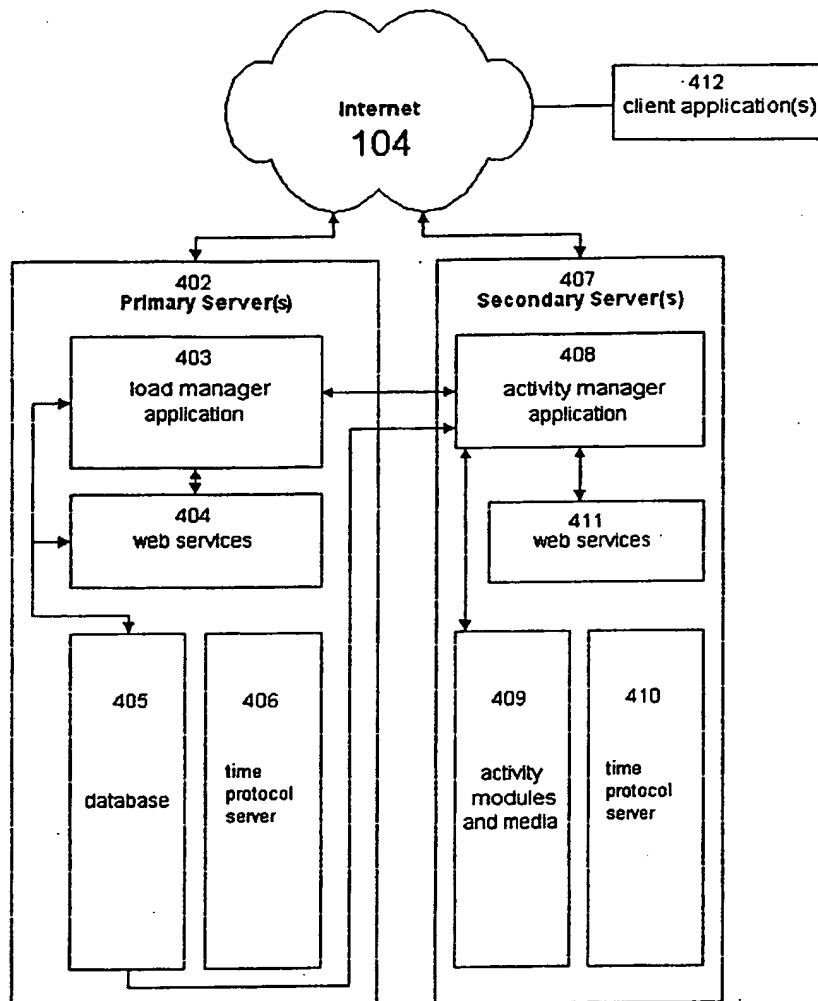 Internet
104
412
client application(s)
402
Primary Server(s)
403
load manager
application
404
web services
405
database
406
time
protocol
server
407
Secondary Server('s)
408
activity manager
application
411
web services
409
activity
modules
and media
410
time
protocol
server